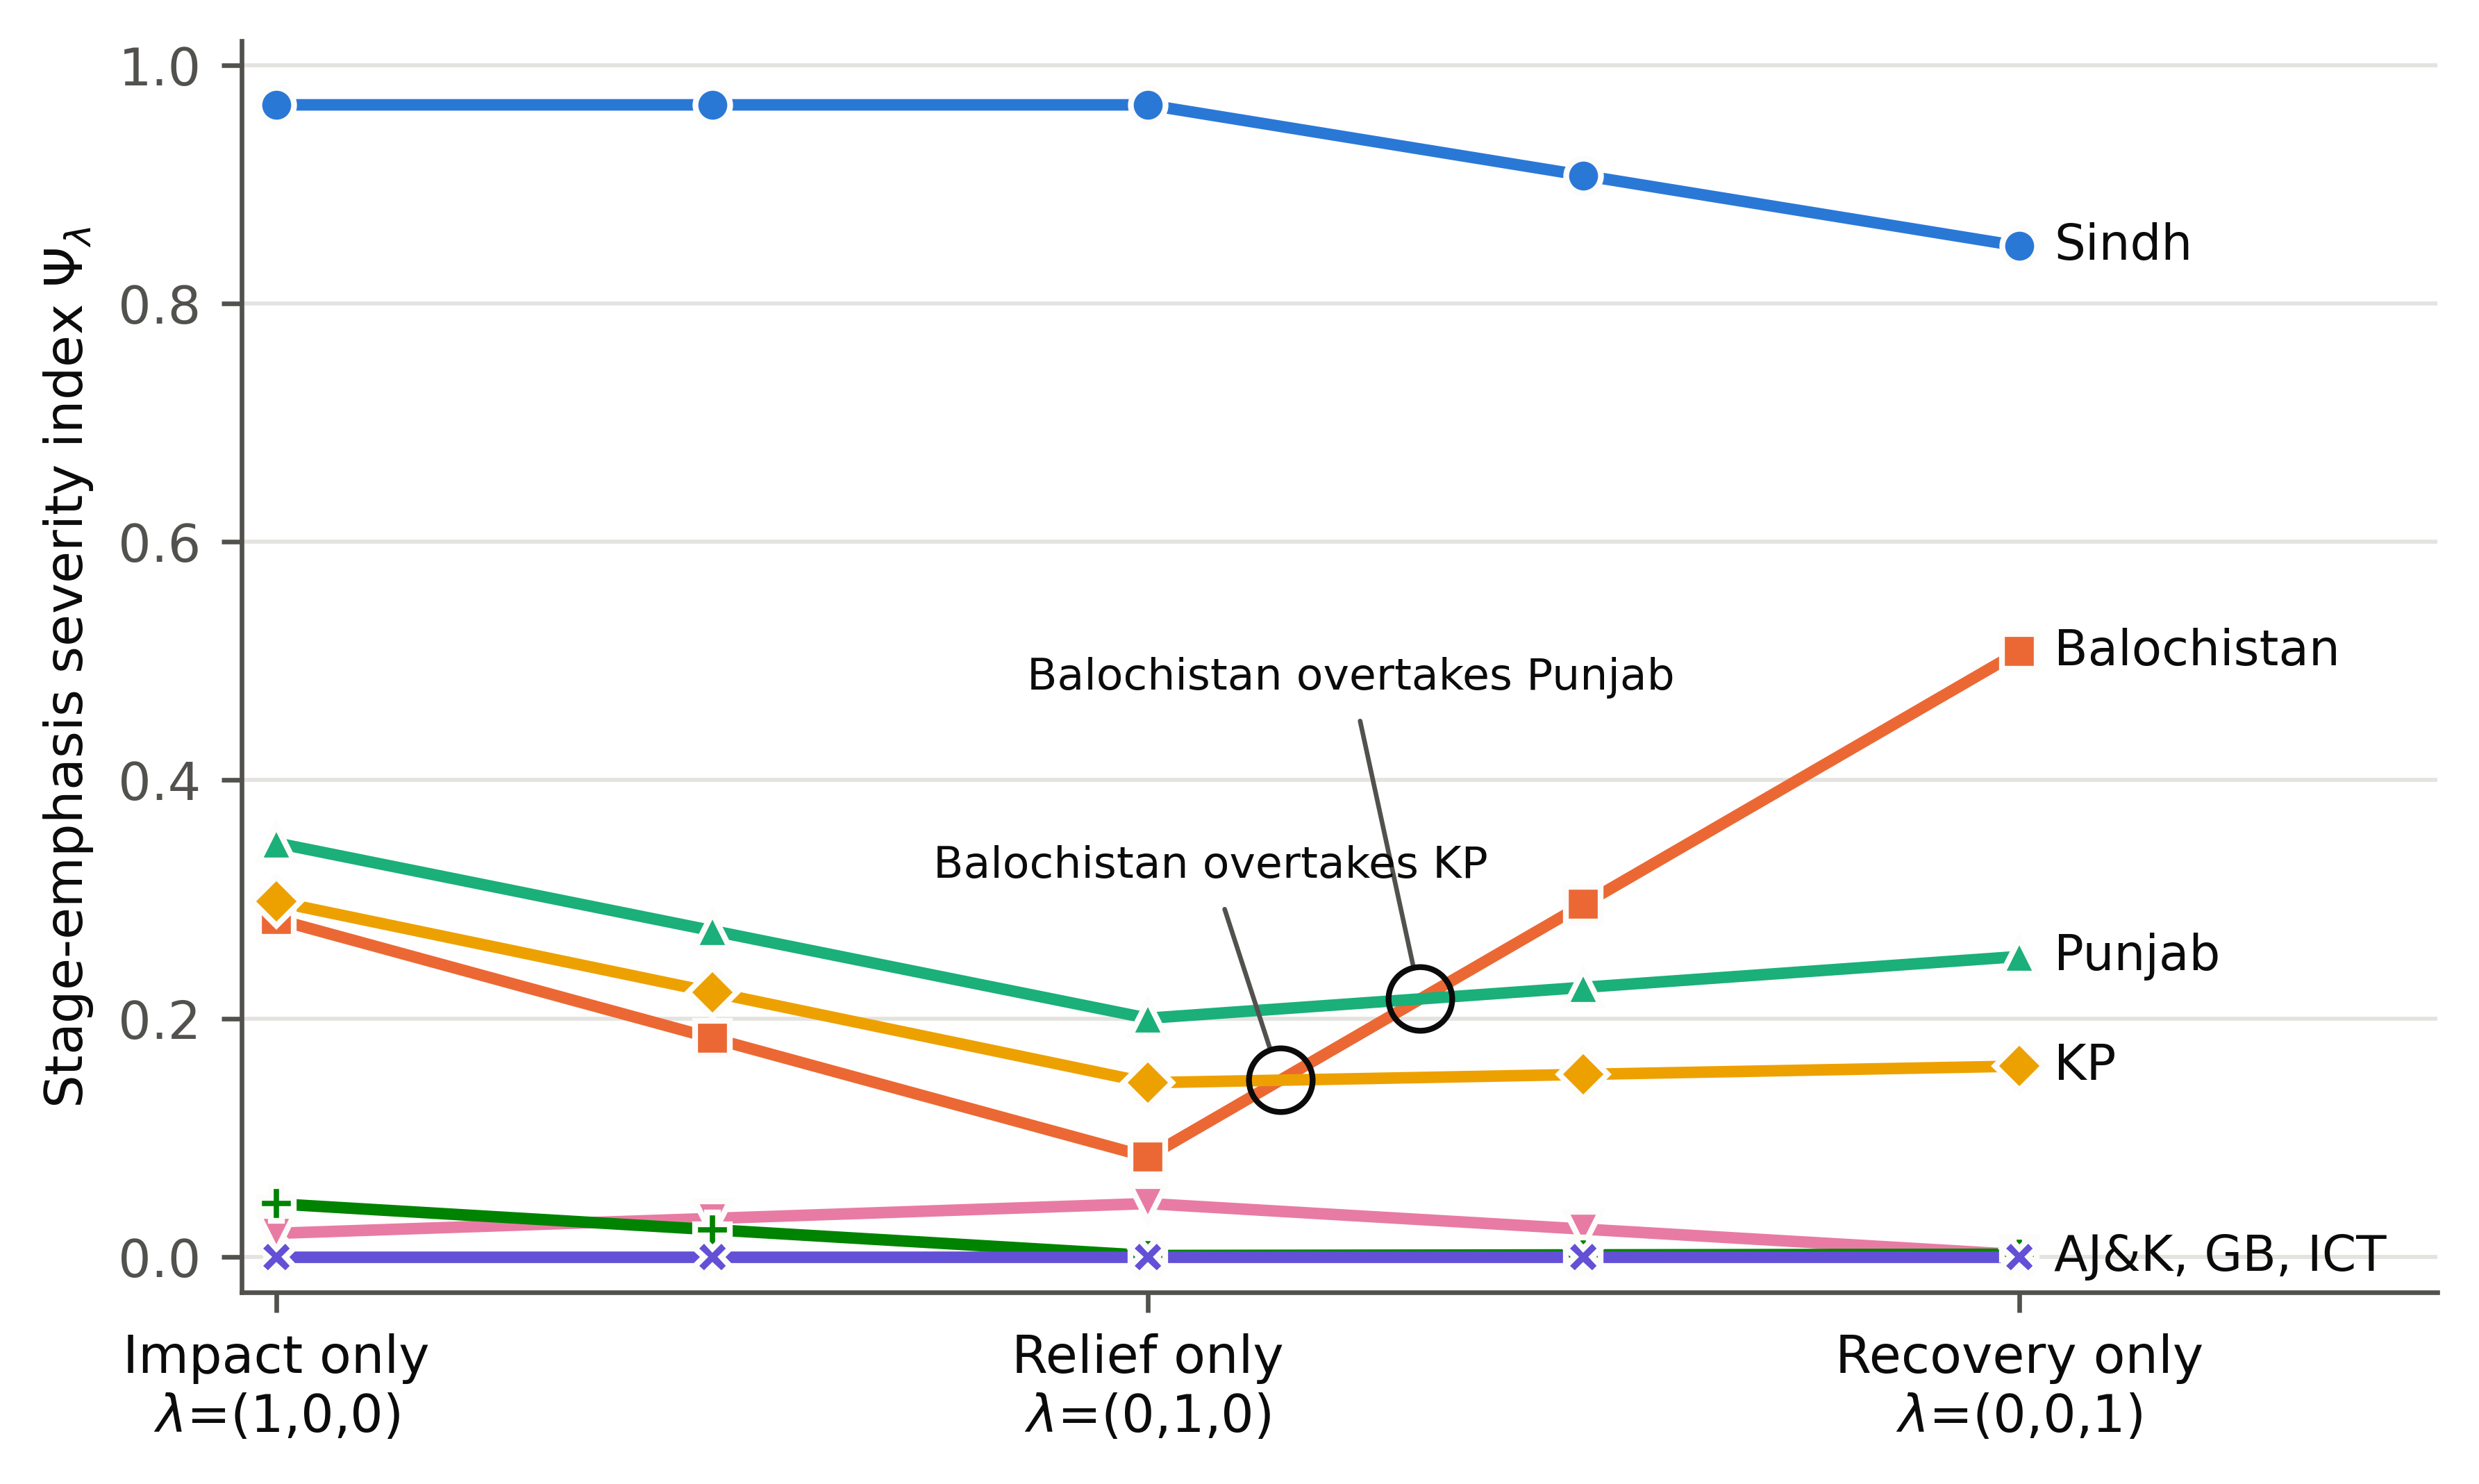 Stage-emphasis severity index Ψλ
1.0
0.8
0.6
0.4
0.2
0.0
Sindh
Balochistan
Balochistan overtakes Punjab
Balochistan overtakes KP
Punjab
KP
AJ&K, GB, ICT
Impact only
λ=(1,0,0)
Relief only
λ=(0,1,0)
Recovery only
λ=(0,0,1)